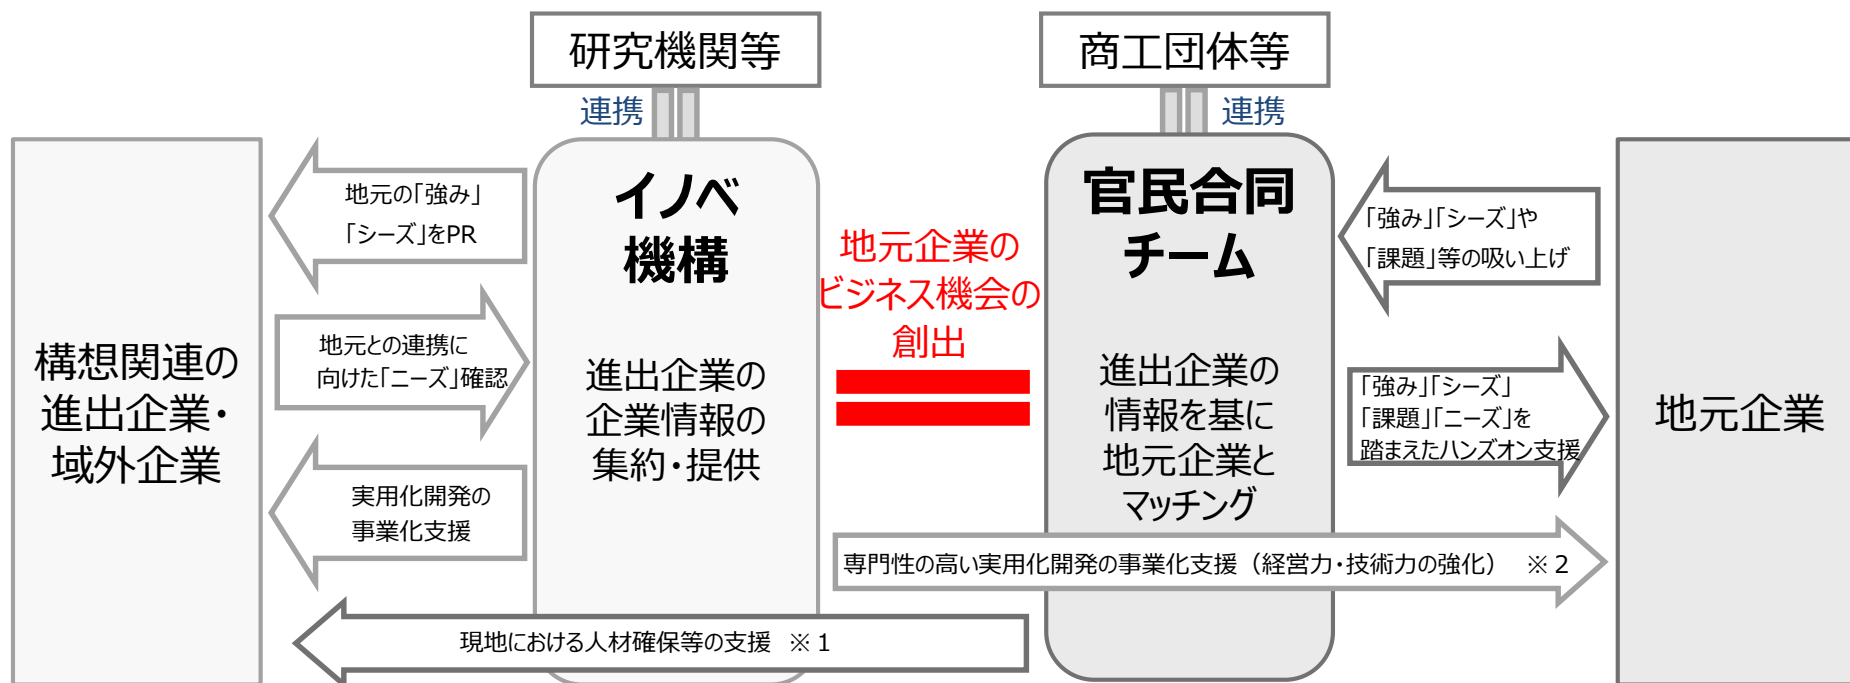 研究機関等
商工団体等
連携
連携
構想関連の
進出企業・
域外企業
地元の「強み」
「シーズ」をPR
地元との連携に
向けた「ニーズ」確認
実用化開発の
事業化支援
イノベ
機構
進出企業の
企業情報の
集約・提供
地元企業の
ビジネス機会の
創出
官民合同
チーム
進出企業の
情報を基に
地元企業と
マッチング
「強み」「シーズ」や
「課題」等の吸い上げ
「強み」「シーズ」
「課題」「ニーズ」を
踏まえたハンズオン支援
地元企業
専門性の高い実用化開発の事業化支援（経営力・技術力の強化）　※２
現地における人材確保等の支援　※１